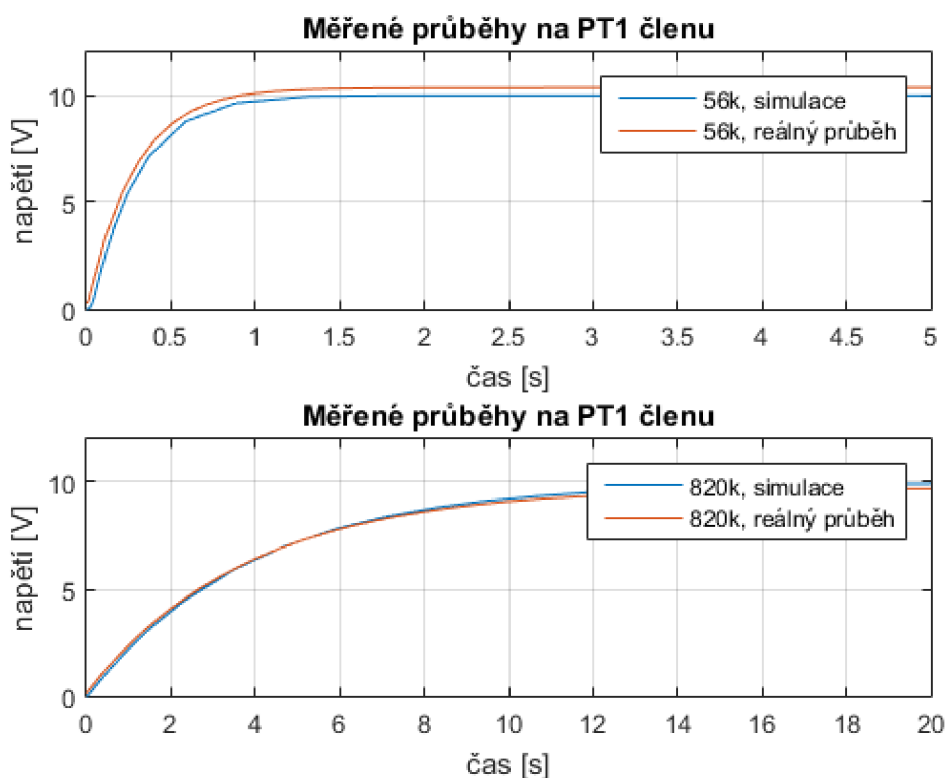 Měřené průběhy na PT1 členu
napětí [V]
10
5
0
56k, simulace
56k, reálný průběh
0 0.5 1 1.5 2 2.5 3 3.5 4 4.5 5
čas [s]
Měřené průběhy na PT1 členu
napětí [V]
10
5
0
820k, simulace
820k, reálný průběh
0 2 4 6 8 10 12 14 16 18 20
čas [s]